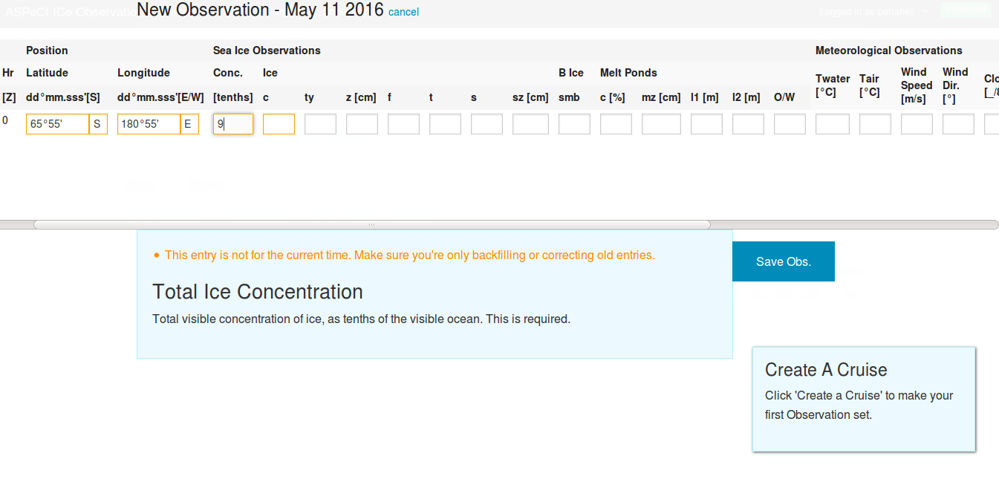 ASPeCt ICe Observatio
New Observation - May 11 2016 cancel
Logged in as
Position Sea Ice Observations Meteorological Observations
Hr Latitude Longitude Conc. Ice B Ice Melt Ponds Twater [°C] Tair [°C] Wind Speed [m/s] Wind Dir. [°] Clo [_/8
[Z] dd°mm.sss'[S] dd°mm.sss'[E/W] [tenths] c ty z [cm] f t s sz [cm] smb c [%] mz [cm] l1 [m] l2 [m] O/W
0 65°55' S 180°55' E 9
• This entry is not for the current time. Make sure you're only backfilling or correcting old entries.
Save Obs.
Total Ice Concentration
Total visible concentration of ice, as tenths of the visible ocean. This is required.
Create A Cruise
Click 'Create a Cruise' to make your
first Observation set.